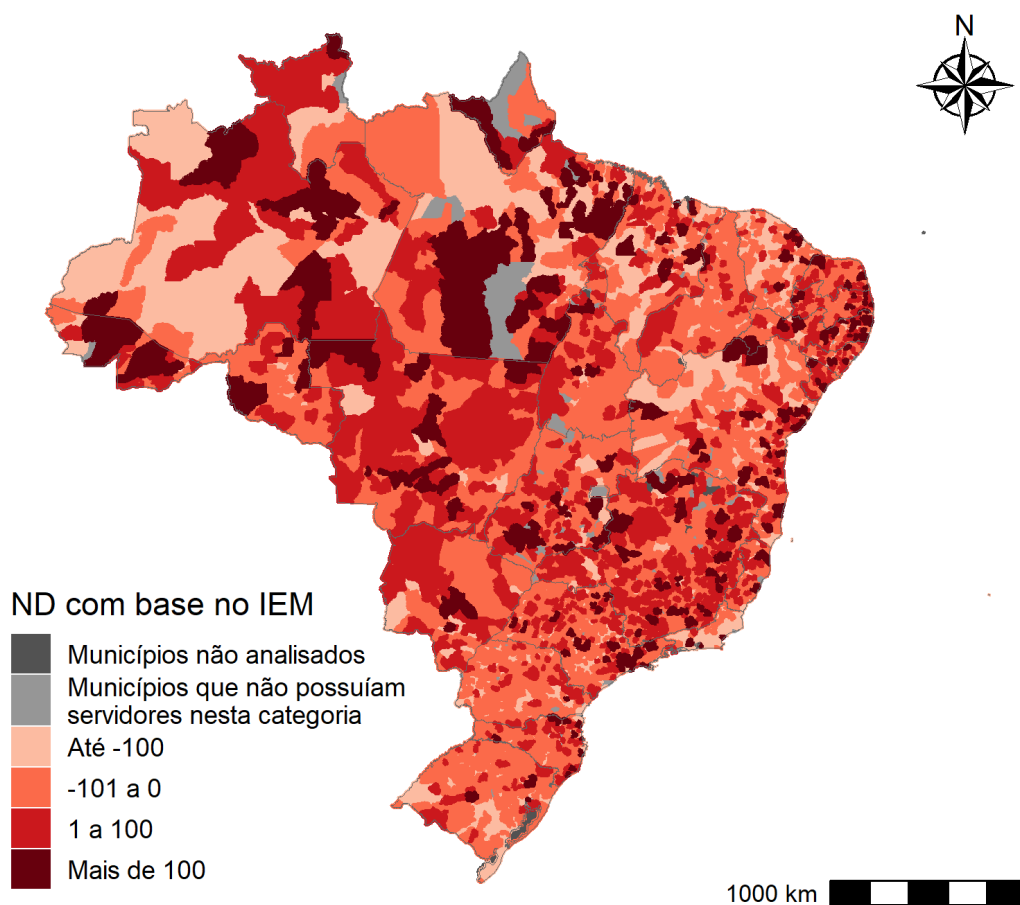 N
ND com base no IEM
Municípios não analisados
Municípios que não possuíam
servidores nesta categoria
Até -100
-101 a 0
1 a 100
Mais de 100
1000 km